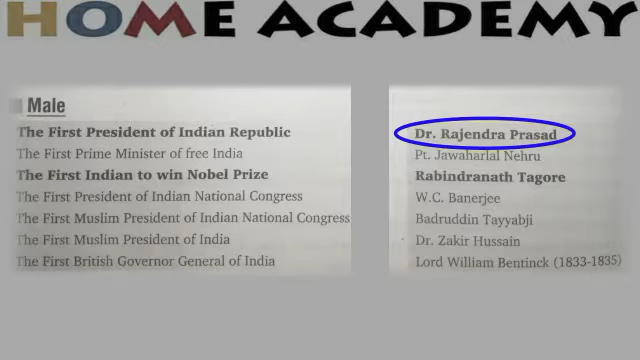 HOME ACADEMY
Male
The First President of Indian Republic
Dr. Rajendra Prasad
The First Prime Minister of free India
Pt. Jawaharlal Nehru
The First Indian to win Nobel Prize
Rabindranath Tagore
The First President of Indian National Congress
W.C. Banerjee
The First Muslim President of Indian National Congress
Badruddin Tayyabji
The First Muslim President of India
Dr. Zakir Hussain
The First British Governor General of India
Lord William Bentinck (1833-1835)